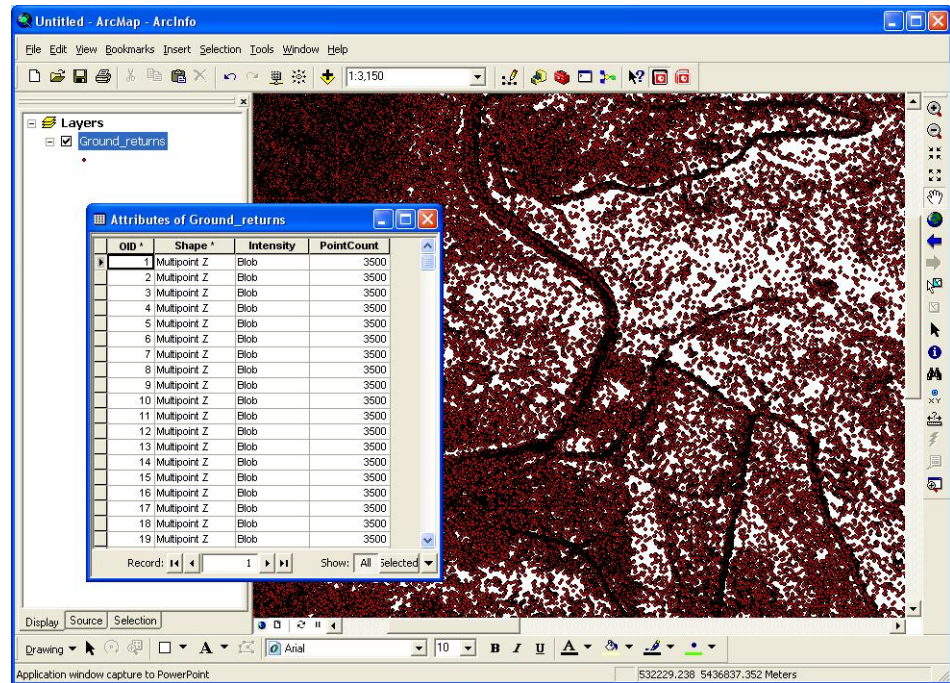 Untitled - ArcMap - ArcInfo
File Edit View Bookmarks Insert Selection Tools Window Help
1:3,150
Layers
Ground_returns
Attributes of Ground_returns
OID * Shape * Intensity PointCount
1 Multipoint Z Blob 3500
2 Multipoint Z Blob 3500
3 Multipoint Z Blob 3500
4 Multipoint Z Blob 3500
5 Multipoint Z Blob 3500
6 Multipoint Z Blob 3500
7 Multipoint Z Blob 3500
8 Multipoint Z Blob 3500
9 Multipoint Z Blob 3500
10 Multipoint Z Blob 3500
11 Multipoint Z Blob 3500
12 Multipoint Z Blob 3500
13 Multipoint Z Blob 3500
14 Multipoint Z Blob 3500
15 Multipoint Z Blob 3500
16 Multipoint Z Blob 3500
17 Multipoint Z Blob 3500
18 Multipoint Z Blob 3500
19 Multipoint Z Blob 3500
Record: 1 Show: All Selected
Display Source Selection
Drawing A Arial 10 B I U A
Application window capture to PowerPoint 532229.238 5436837.352 Meters
XY